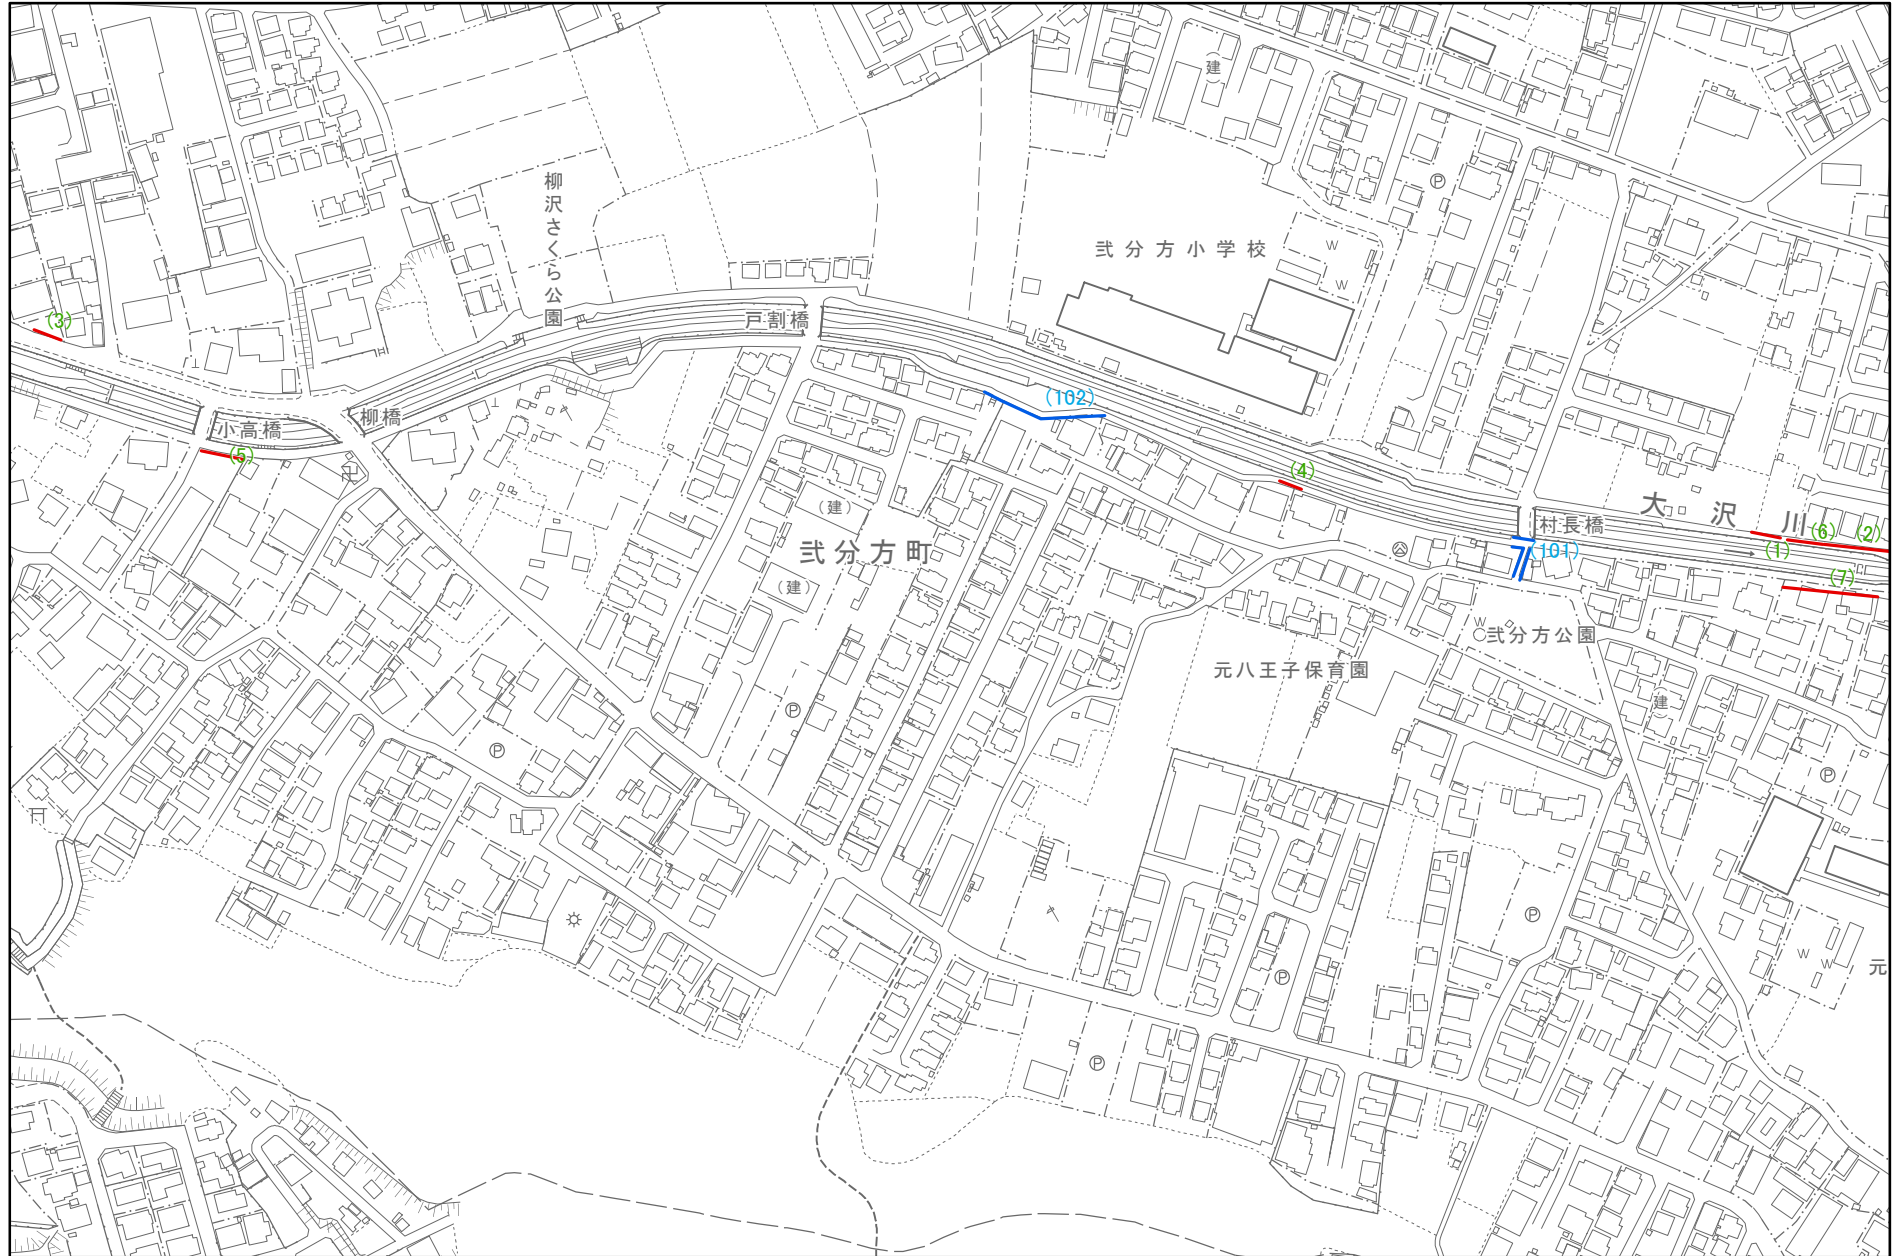 (建)
柳沢さくら公園
Ⓟ
弐分方小学校
W
W
戸割橋
(3)
(102)
柳橋
小高橋
(5)
(4)
大沢川
村長橋
(6)
(2)
(1)
(101)
(建)
弐分方町
(建)
(7)
W
弐分方公園
元八王子保育園
(建)
Ⓟ
Ⓟ
Ⓟ
Ⓟ
W
W
元
Ⓟ
Ⓟ